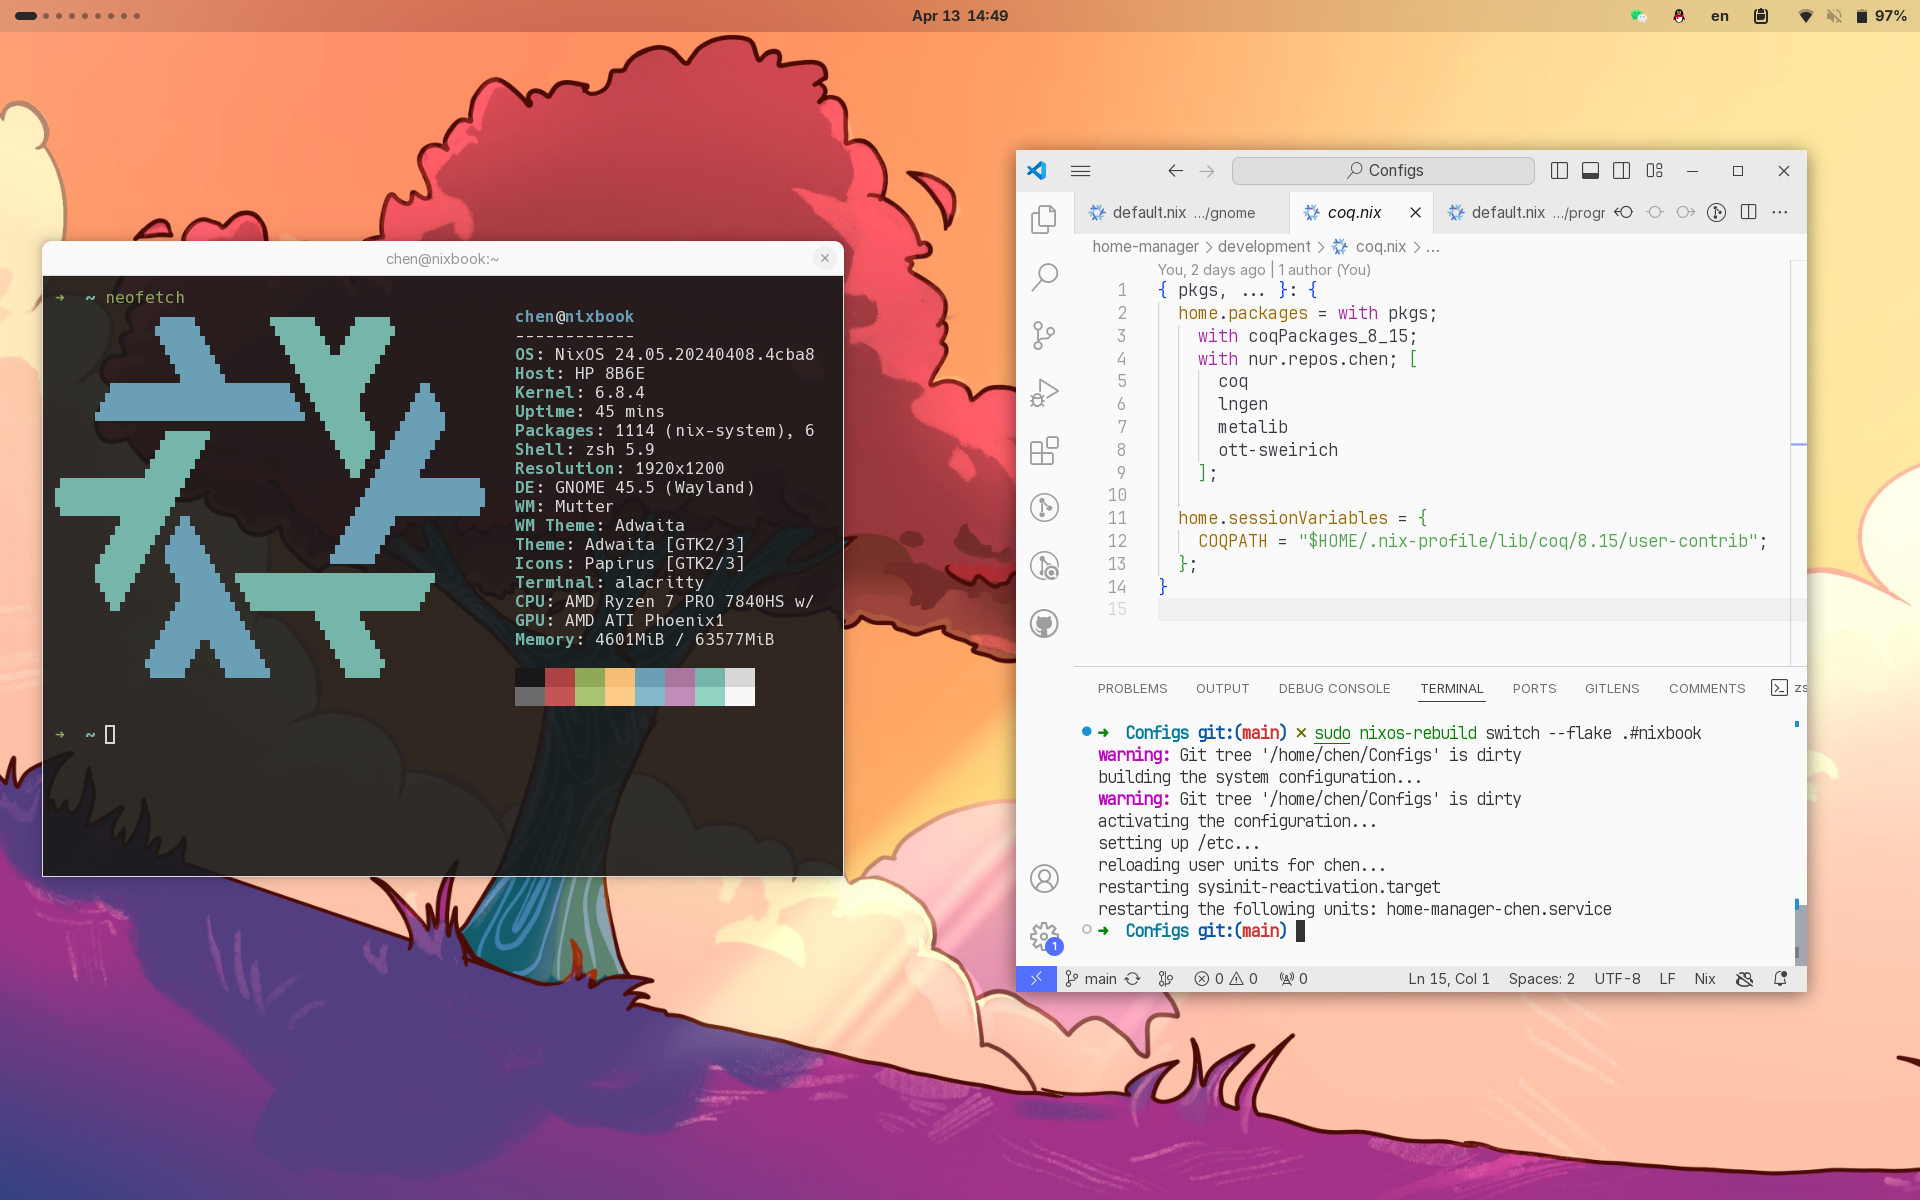 Apr 13 14:49
en
97%
chen@nixbook:~
➜ ~ neofetch
chen@nixbook
------------
OS: NixOS 24.05.20240408.4cba8
Host: HP 8B6E
Kernel: 6.8.4
Uptime: 45 mins
Packages: 1114 (nix-system), 6
Shell: zsh 5.9
Resolution: 1920x1200
DE: GNOME 45.5 (Wayland)
WM: Mutter
WM Theme: Adwaita
Theme: Adwaita [GTK2/3]
Icons: Papirus [GTK2/3]
Terminal: alacritty
CPU: AMD Ryzen 7 PRO 7840HS w/
GPU: AMD ATI Phoenix1
Memory: 4601MiB / 63577MiB
➜ ~
Configs
default.nix .../gnome
coq.nix
default.nix .../progr
home-manager > development > coq.nix > ...
You, 2 days ago | 1 author (You)
1 { pkgs, ... }: {
2 home.packages = with pkgs;
3 with coqPackages_8_15;
4 with nur.repos.chen; [
5 coq
6 lngen
7 metalib
8 ott-sweirich
9 ];
10
11 home.sessionVariables = {
12 COQPATH = "$HOME/.nix-profile/lib/coq/8.15/user-contrib";
13 };
14 }
15
PROBLEMS OUTPUT DEBUG CONSOLE TERMINAL PORTS GITLENS COMMENTS zs
➜ Configs git:(main) ✕ sudo nixos-rebuild switch --flake .#nixbook
warning: Git tree '/home/chen/Configs' is dirty
building the system configuration...
warning: Git tree '/home/chen/Configs' is dirty
activating the configuration...
setting up /etc...
reloading user units for chen...
restarting sysinit-reactivation.target
restarting the following units: home-manager-chen.service
➜ Configs git:(main)
1
main 0 0 0 Ln 15, Col 1 Spaces: 2 UTF-8 LF Nix